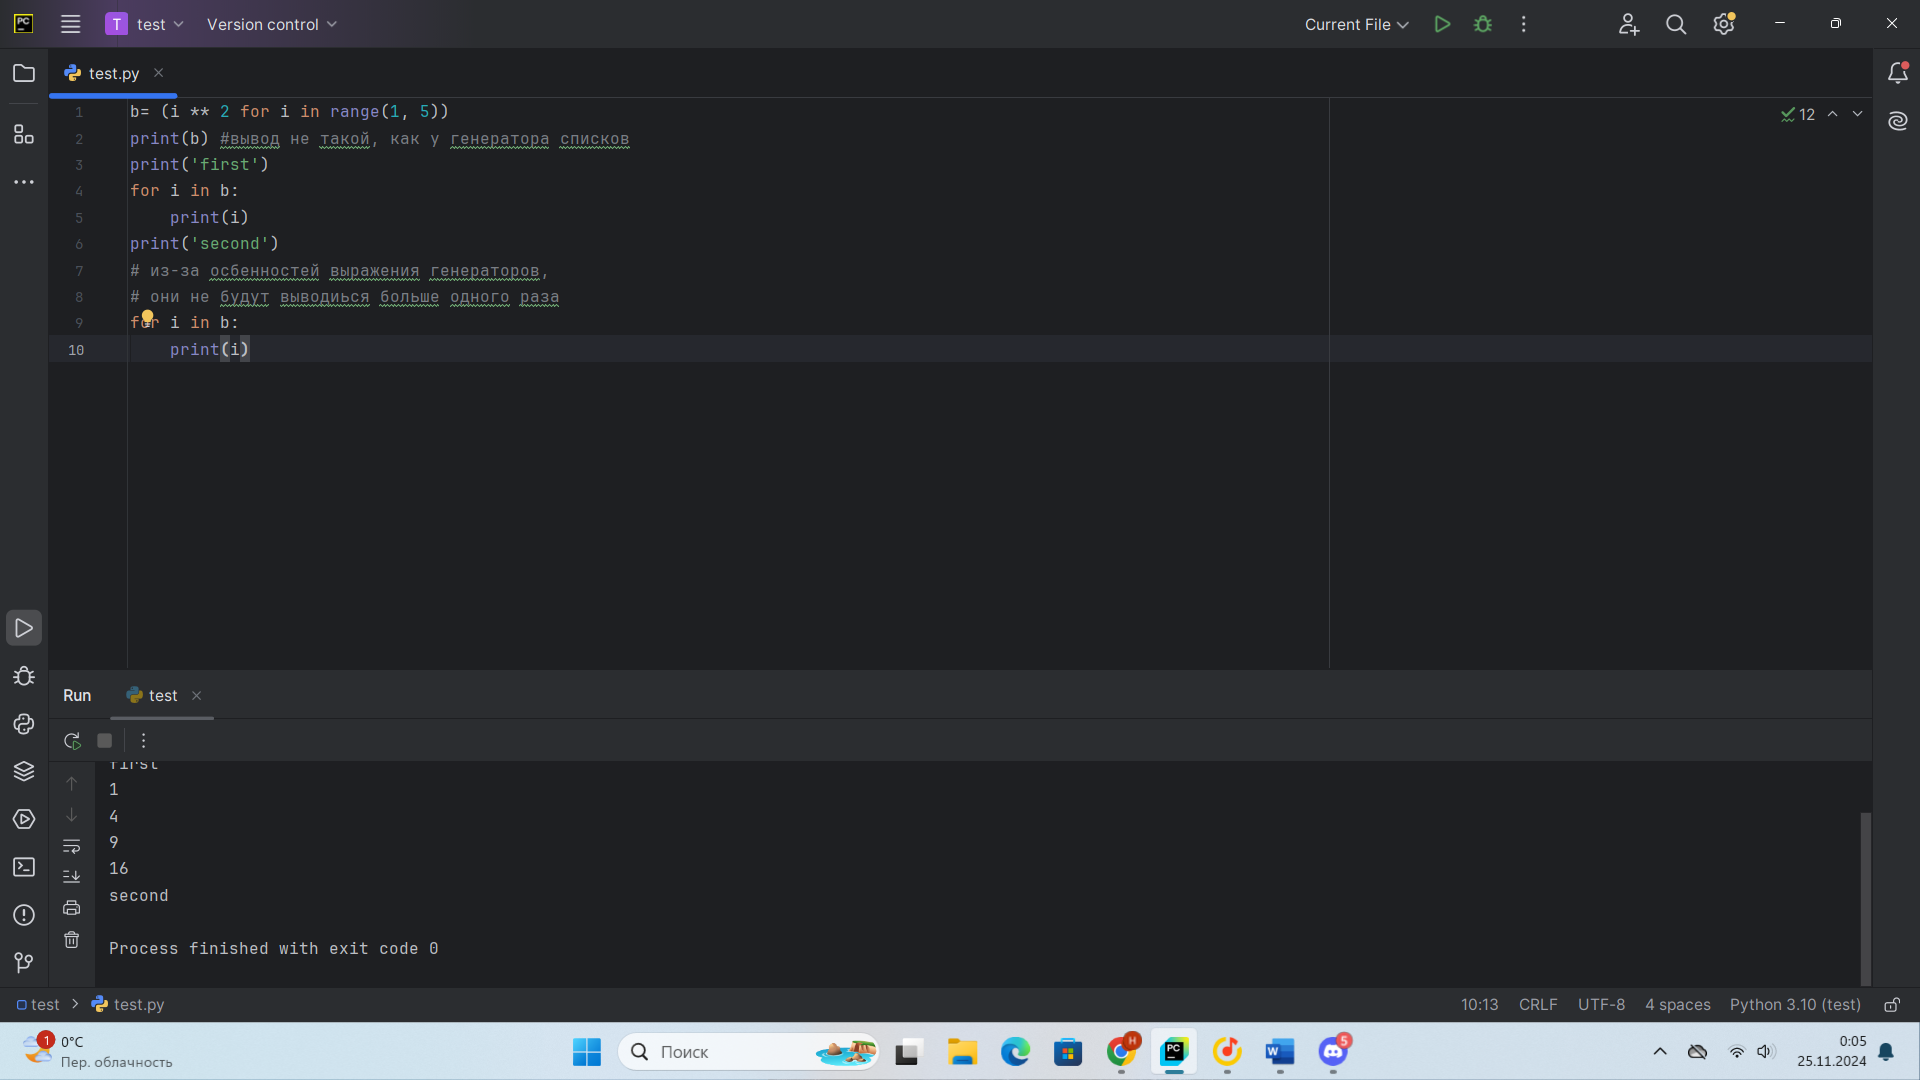 T test Version control Current File
test.py
1 b= (i ** 2 for i in range(1, 5)) 12
2 print(b) #вывод не такой, как у генератора списков
3 print('first')
4 for i in b:
5 print(i)
6 print('second')
7 # из-за осбенностей выражения генераторов,
8 # они не будут выводиься больше одного раза
9 for i in b:
10 print(i)
Run test
first
1
4
9
16
second
Process finished with exit code 0
test > test.py 10:13 CRLF UTF-8 4 spaces Python 3.10 (test)
1 0°C
Пер. облачность
Поиск
H
PC
W
5
0:05
25.11.2024